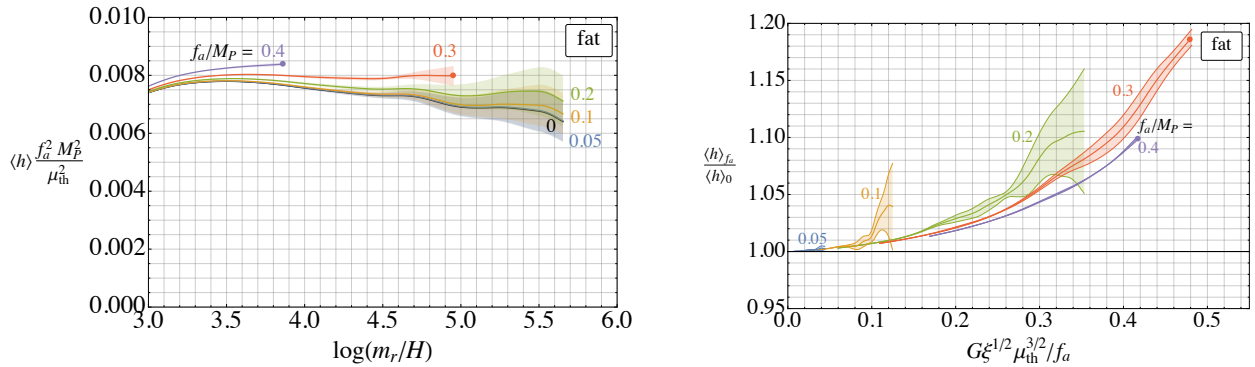 0.010
0.008
0.006
0.004
0.002
0.000
⟨h⟩ f_a^2 M_P^2 / μ_th^2
f_a/M_P = 0.4
0.3
fat
0.2
0.1
0
0.05
3.0 3.5 4.0 4.5 5.0 5.5 6.0
log(m_r/H)
1.20
1.15
1.10
1.05
1.00
0.95
⟨h⟩_{f_a} / ⟨h⟩_0
fat
0.3
0.2
f_a/M_P =
0.4
0.1
0.05
0.0 0.1 0.2 0.3 0.4 0.5
Gξ^{1/2} μ_th^{3/2}/f_a